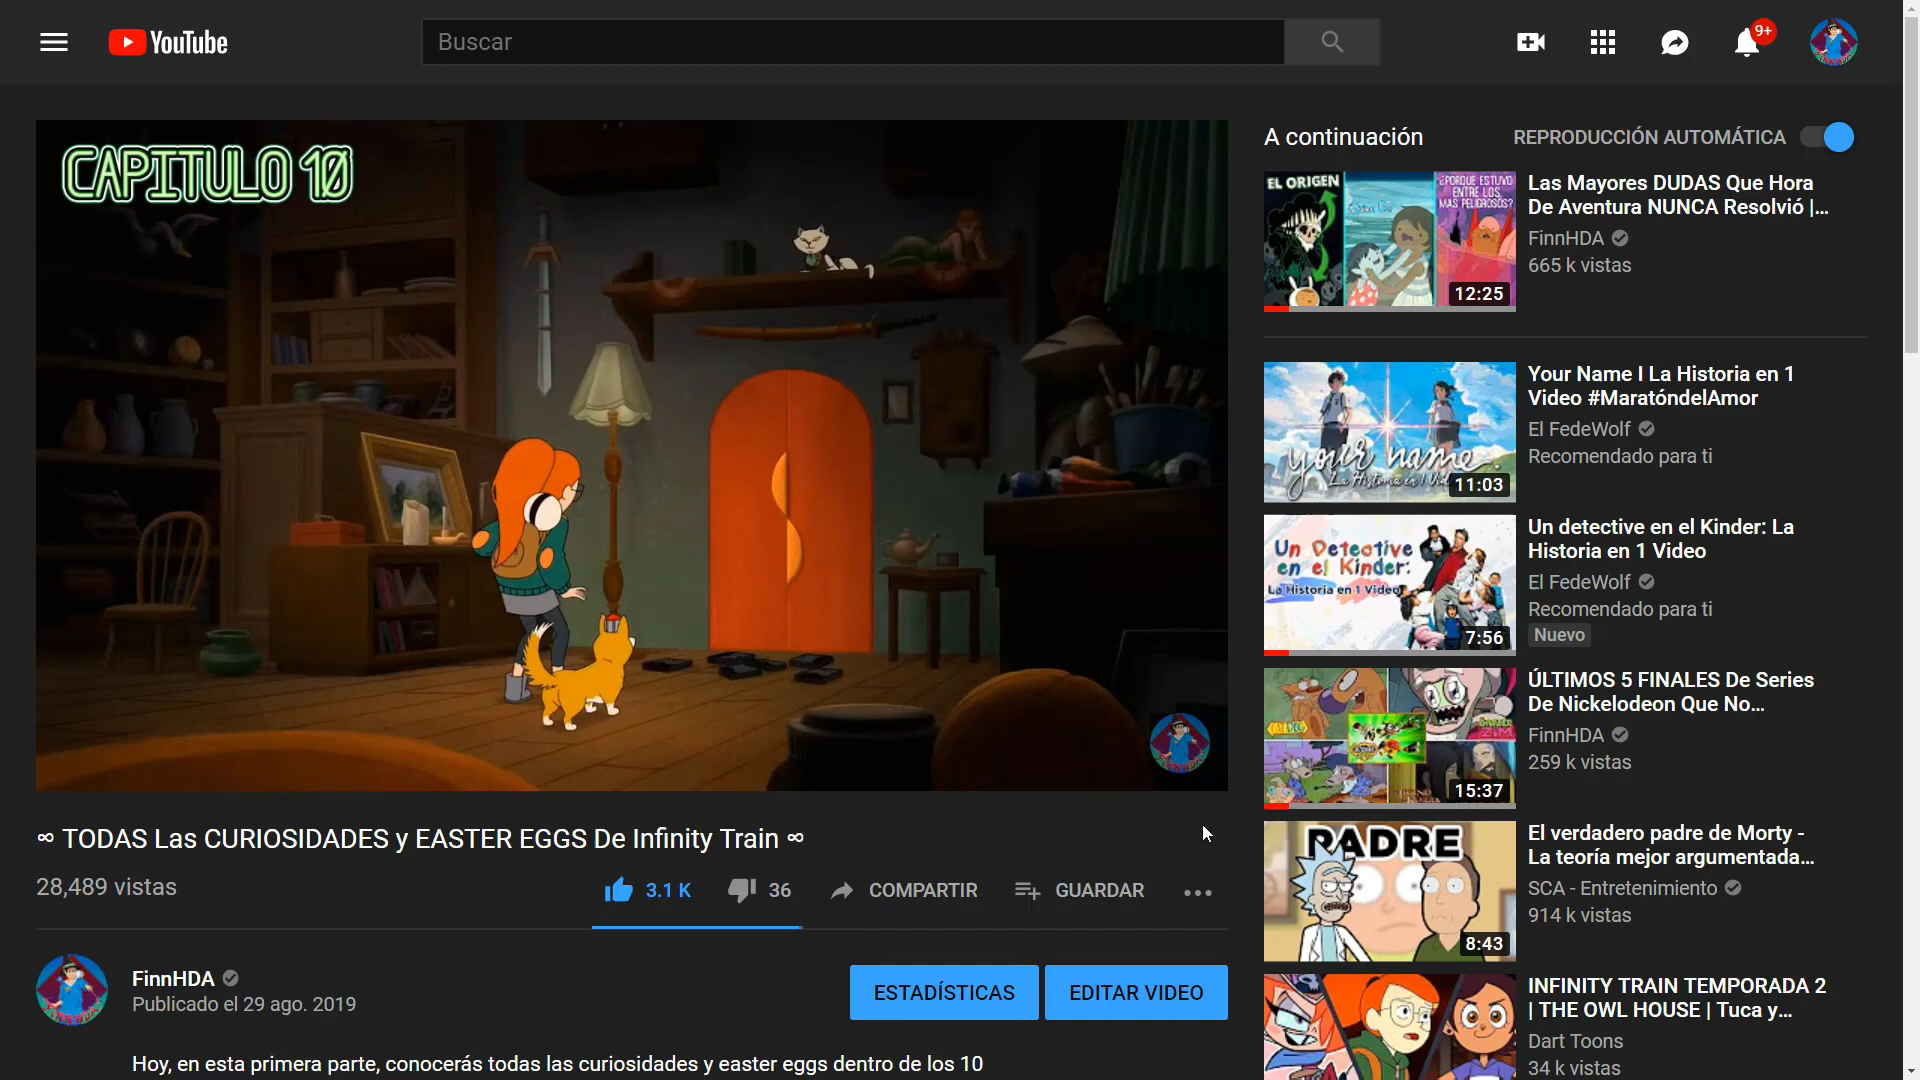 YouTube
Buscar
9+
CAPITULO 10
∞ TODAS Las CURIOSIDADES y EASTER EGGS De Infinity Train ∞
28,489 vistas
3.1 K
36
COMPARTIR
GUARDAR
FinnHDA
Publicado el 29 ago. 2019
ESTADÍSTICAS
EDITAR VIDEO
Hoy, en esta primera parte, conocerás todas las curiosidades y easter eggs dentro de los 10
A continuación
REPRODUCCIÓN AUTOMÁTICA
EL ORIGEN
¿PORQUE ESTUVO
ENTRE LOS
MAS PELIGROSOS?
12:25
Las Mayores DUDAS Que Hora
De Aventura NUNCA Resolvió |...
FinnHDA
665 k vistas
your name.
La Historia en 1
11:03
Your Name I La Historia en 1
Video #MaratóndelAmor
El FedeWolf
Recomendado para ti
Un Detective
en el Kinder:
La Historia en 1 Video
7:56
Un detective en el Kinder: La
Historia en 1 Video
El FedeWolf
Recomendado para ti
Nuevo
15:37
ÚLTIMOS 5 FINALES De Series
De Nickelodeon Que No...
FinnHDA
259 k vistas
PADRE
8:43
El verdadero padre de Morty -
La teoría mejor argumentada...
SCA - Entretenimiento
914 k vistas
INFINITY TRAIN TEMPORADA 2
| THE OWL HOUSE | Tuca y...
Dart Toons
34 k vistas